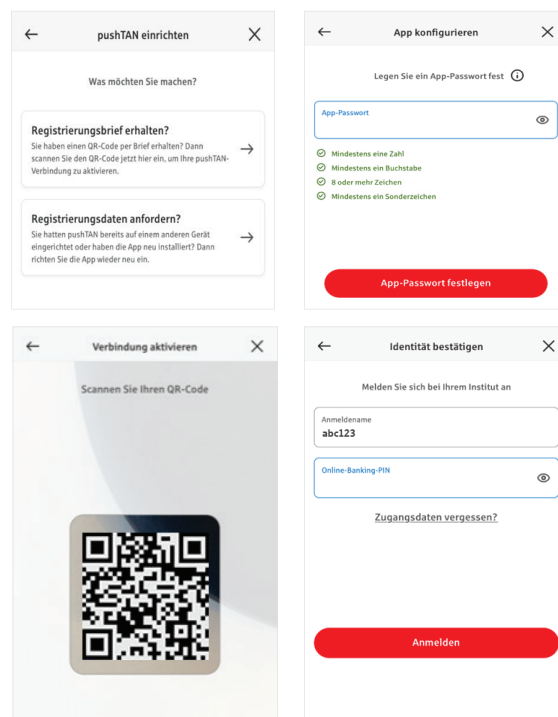 pushTAN einrichten
Was möchten Sie machen?
Registrierungsbrief erhalten?
Sie haben einen QR-Code per Brief erhalten? Dann
scannen Sie den QR-Code jetzt hier ein, um Ihre pushTAN-
Verbindung zu aktivieren.
Registrierungsdaten anfordern?
Sie hatten pushTAN bereits auf einem anderen Gerät
eingerichtet oder haben die App neu installiert? Dann
richten Sie die App wieder neu ein.
App konfigurieren
Legen Sie ein App-Passwort fest
App-Passwort
Mindestens eine Zahl
Mindestens ein Buchstabe
8 oder mehr Zeichen
Mindestens ein Sonderzeichen
App-Passwort festlegen
Verbindung aktivieren
Scannen Sie Ihren QR-Code
Identität bestätigen
Melden Sie sich bei Ihrem Institut an
Anmeldename
abc123
Online-Banking-PIN
Zugangsdaten vergessen?
Anmelden